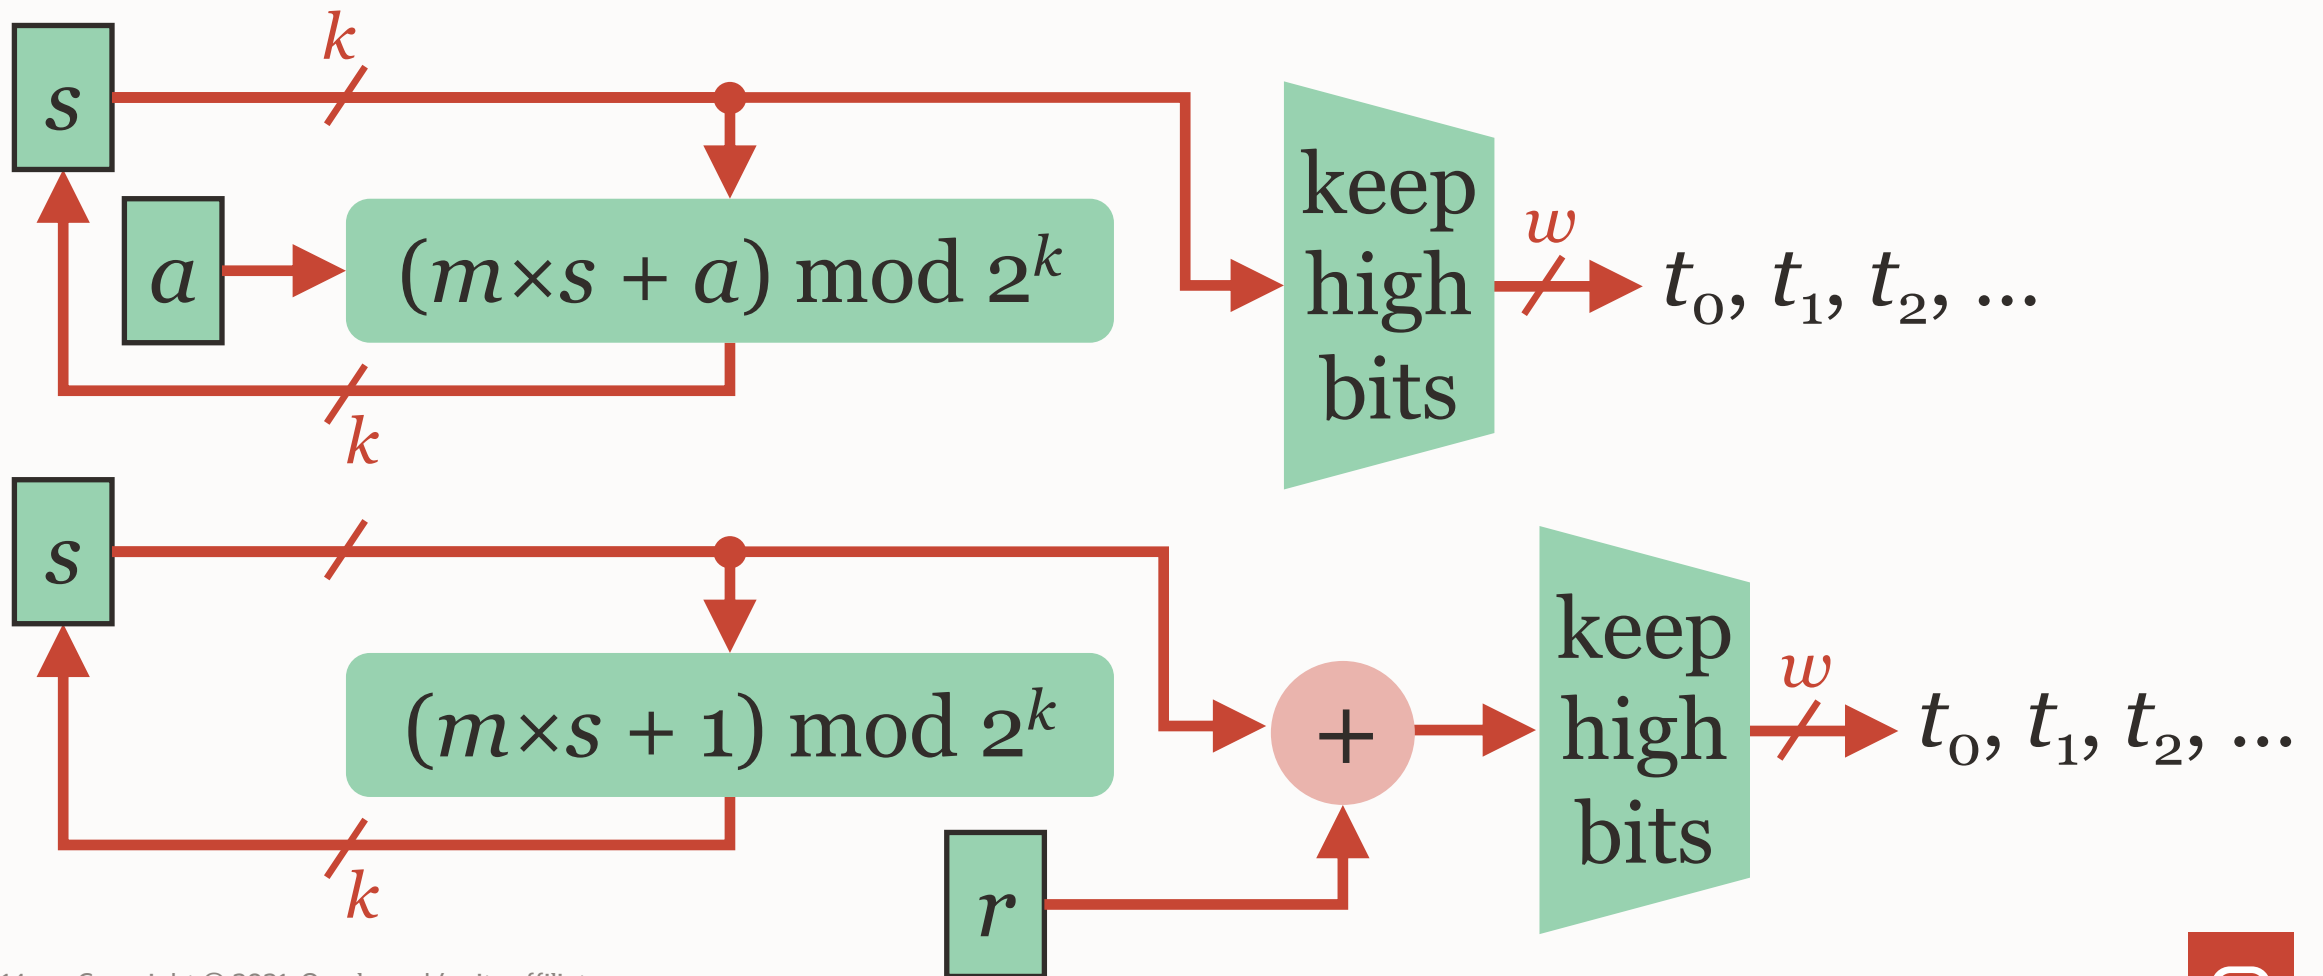 k
s
a
(m×s + a) mod 2^k
keep
high
bits
w
t₀, t₁, t₂, ...
k
s
(m×s + 1) mod 2^k
+
keep
high
bits
w
t₀, t₁, t₂, ...
k
r